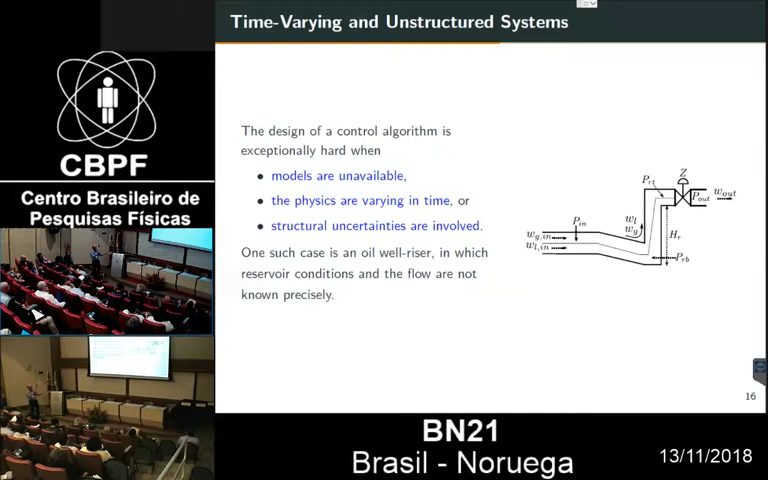 Time-Varying and Unstructured Systems
The design of a control algorithm is
exceptionally hard when
• models are unavailable,
• the physics are varying in time, or
• structural uncertainties are involved.
One such case is an oil well-riser, in which
reservoir conditions and the flow are not
known precisely.
P_rt
Z
w_out
P_out
P_in
w_l
w_g
w_g,in
w_l,in
H_r
P_rb
16
CBPF
Centro Brasileiro de
Pesquisas Físicas
BN21
Brasil - Noruega
13/11/2018